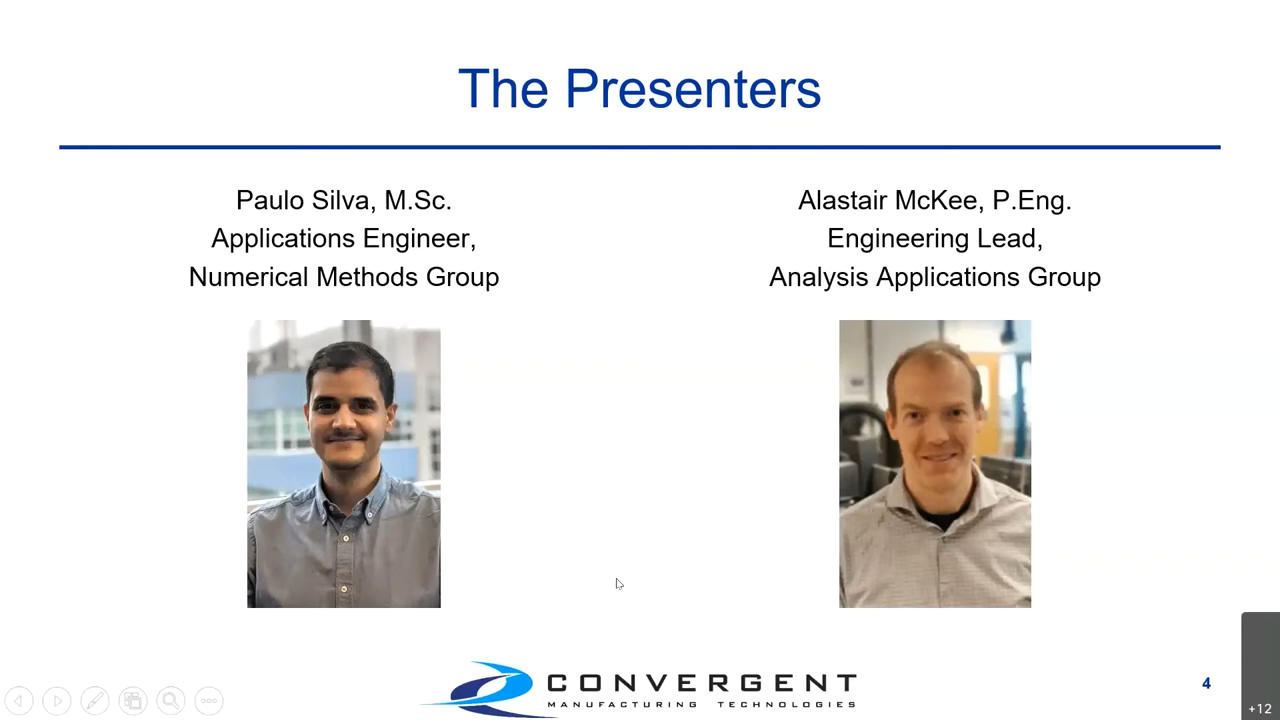 The Presenters
Paulo Silva, M.Sc.
Applications Engineer,
Numerical Methods Group
Alastair McKee, P.Eng.
Engineering Lead,
Analysis Applications Group
CONVERGENT
MANUFACTURING TECHNOLOGIES
4
+12